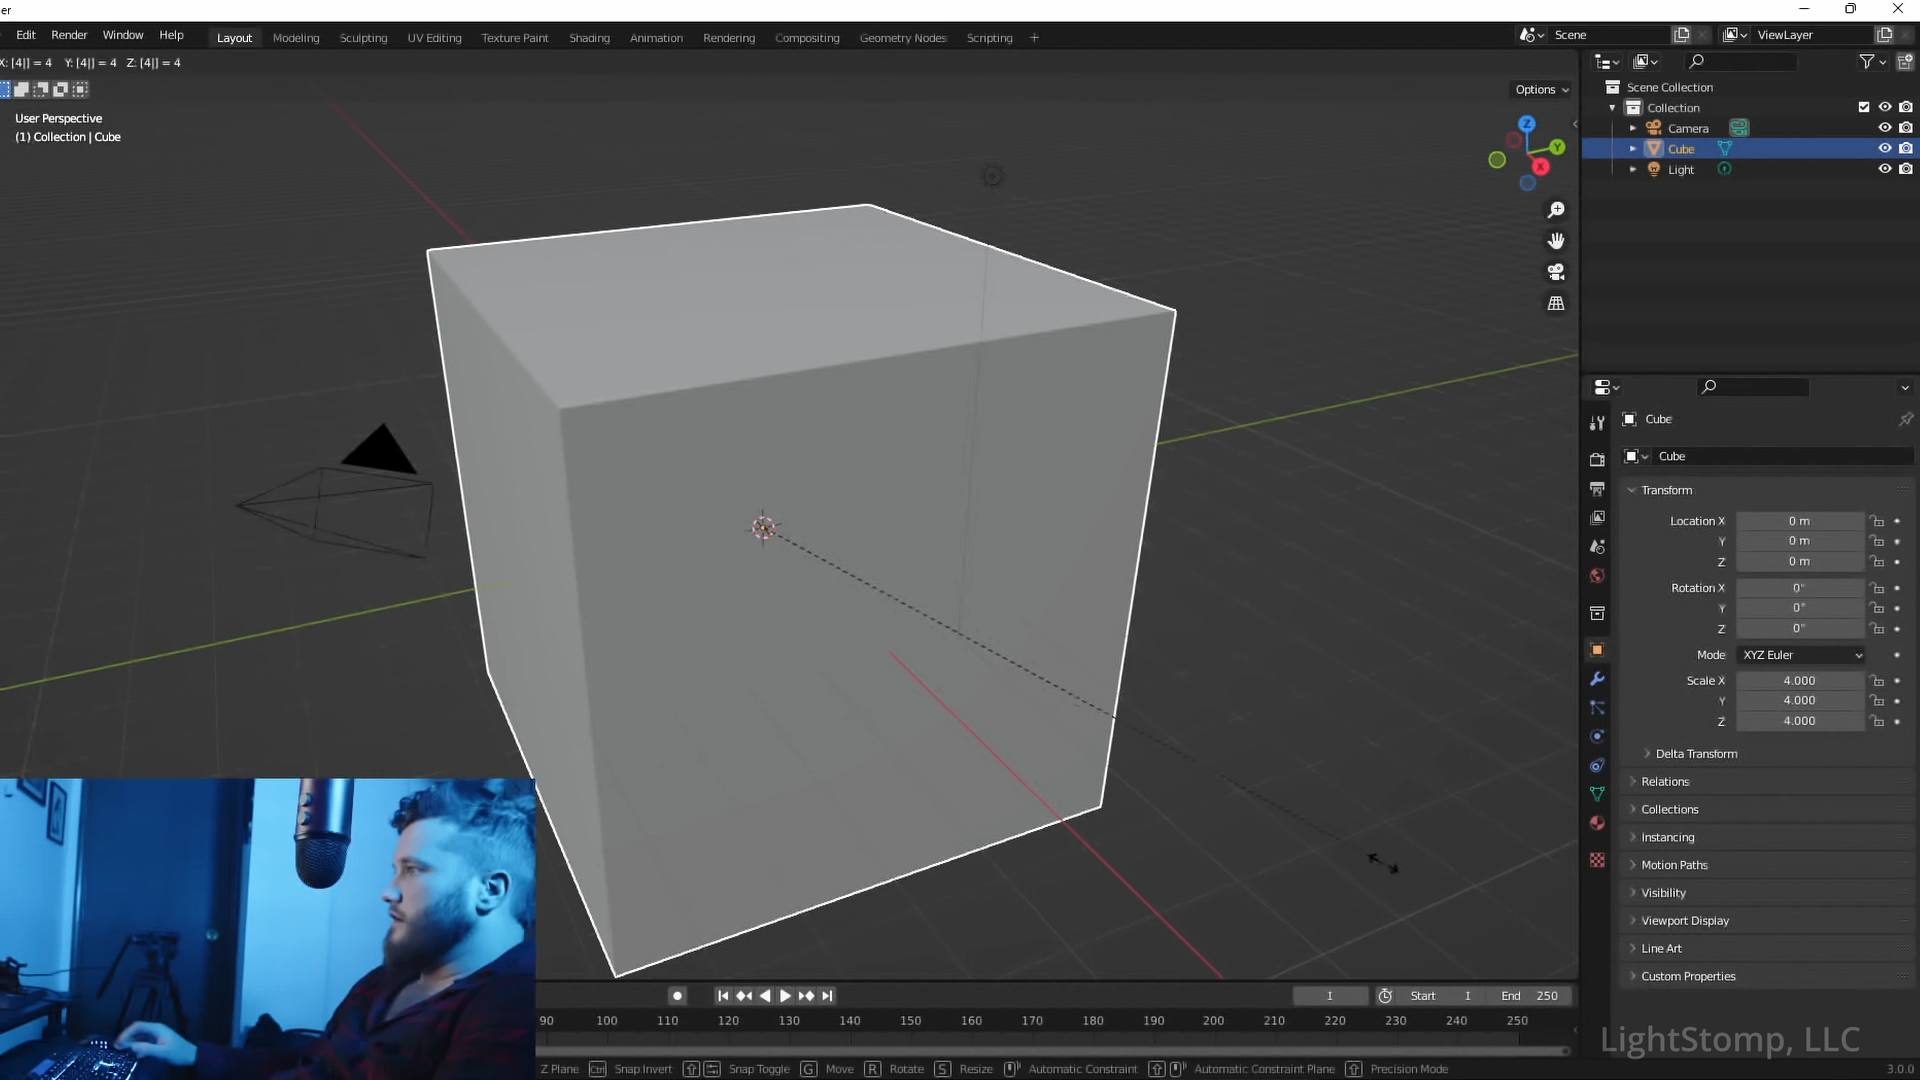 er
Edit Render Window Help Layout Modeling Sculpting UV Editing Texture Paint Shading Animation Rendering Compositing Geometry Nodes Scripting + Scene ViewLayer
X: [4|] = 4 Y: [4|] = 4 Z: [4|] = 4
Options
User Perspective
(1) Collection | Cube
Z
Y
X
Scene Collection
Collection
Camera
Cube
Light
Cube
Cube
Transform
Location X 0 m
Y 0 m
Z 0 m
Rotation X 0°
Y 0°
Z 0°
Mode XYZ Euler
Scale X 4.000
Y 4.000
Z 4.000
Delta Transform
Relations
Collections
Instancing
Motion Paths
Visibility
Viewport Display
Line Art
Custom Properties
1 Start 1 End 250
90 100 110 120 130 140 150 160 170 180 190 200 210 220 230 240 250
LightStomp, LLC
Z Plane Ctrl Snap Invert Snap Toggle G Move R Rotate S Resize Automatic Constraint Automatic Constraint Plane Precision Mode 3.0.0